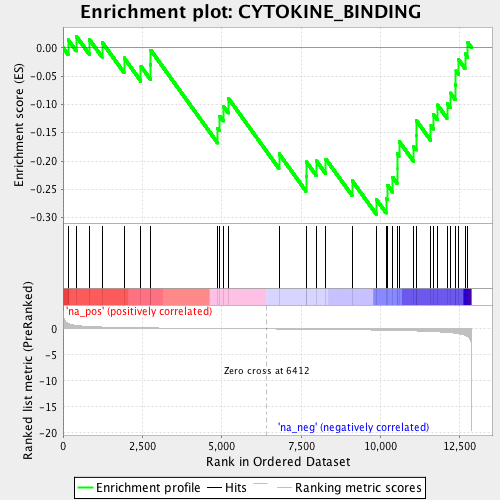 Enrichment plot: CYTOKINE_BINDING
Enrichment score (ES)
0.00
-0.05
-0.10
-0.15
-0.20
-0.25
-0.30
'na_pos' (positively correlated)
Ranked list metric (PreRanked)
0
-5
-10
-15
-20
Zero cross at 6412
'na_neg' (negatively correlated)
0
2,500
5,000
7,500
10,000
12,500
Rank in Ordered Dataset
Enrichment profile
Hits
Ranking metric scores